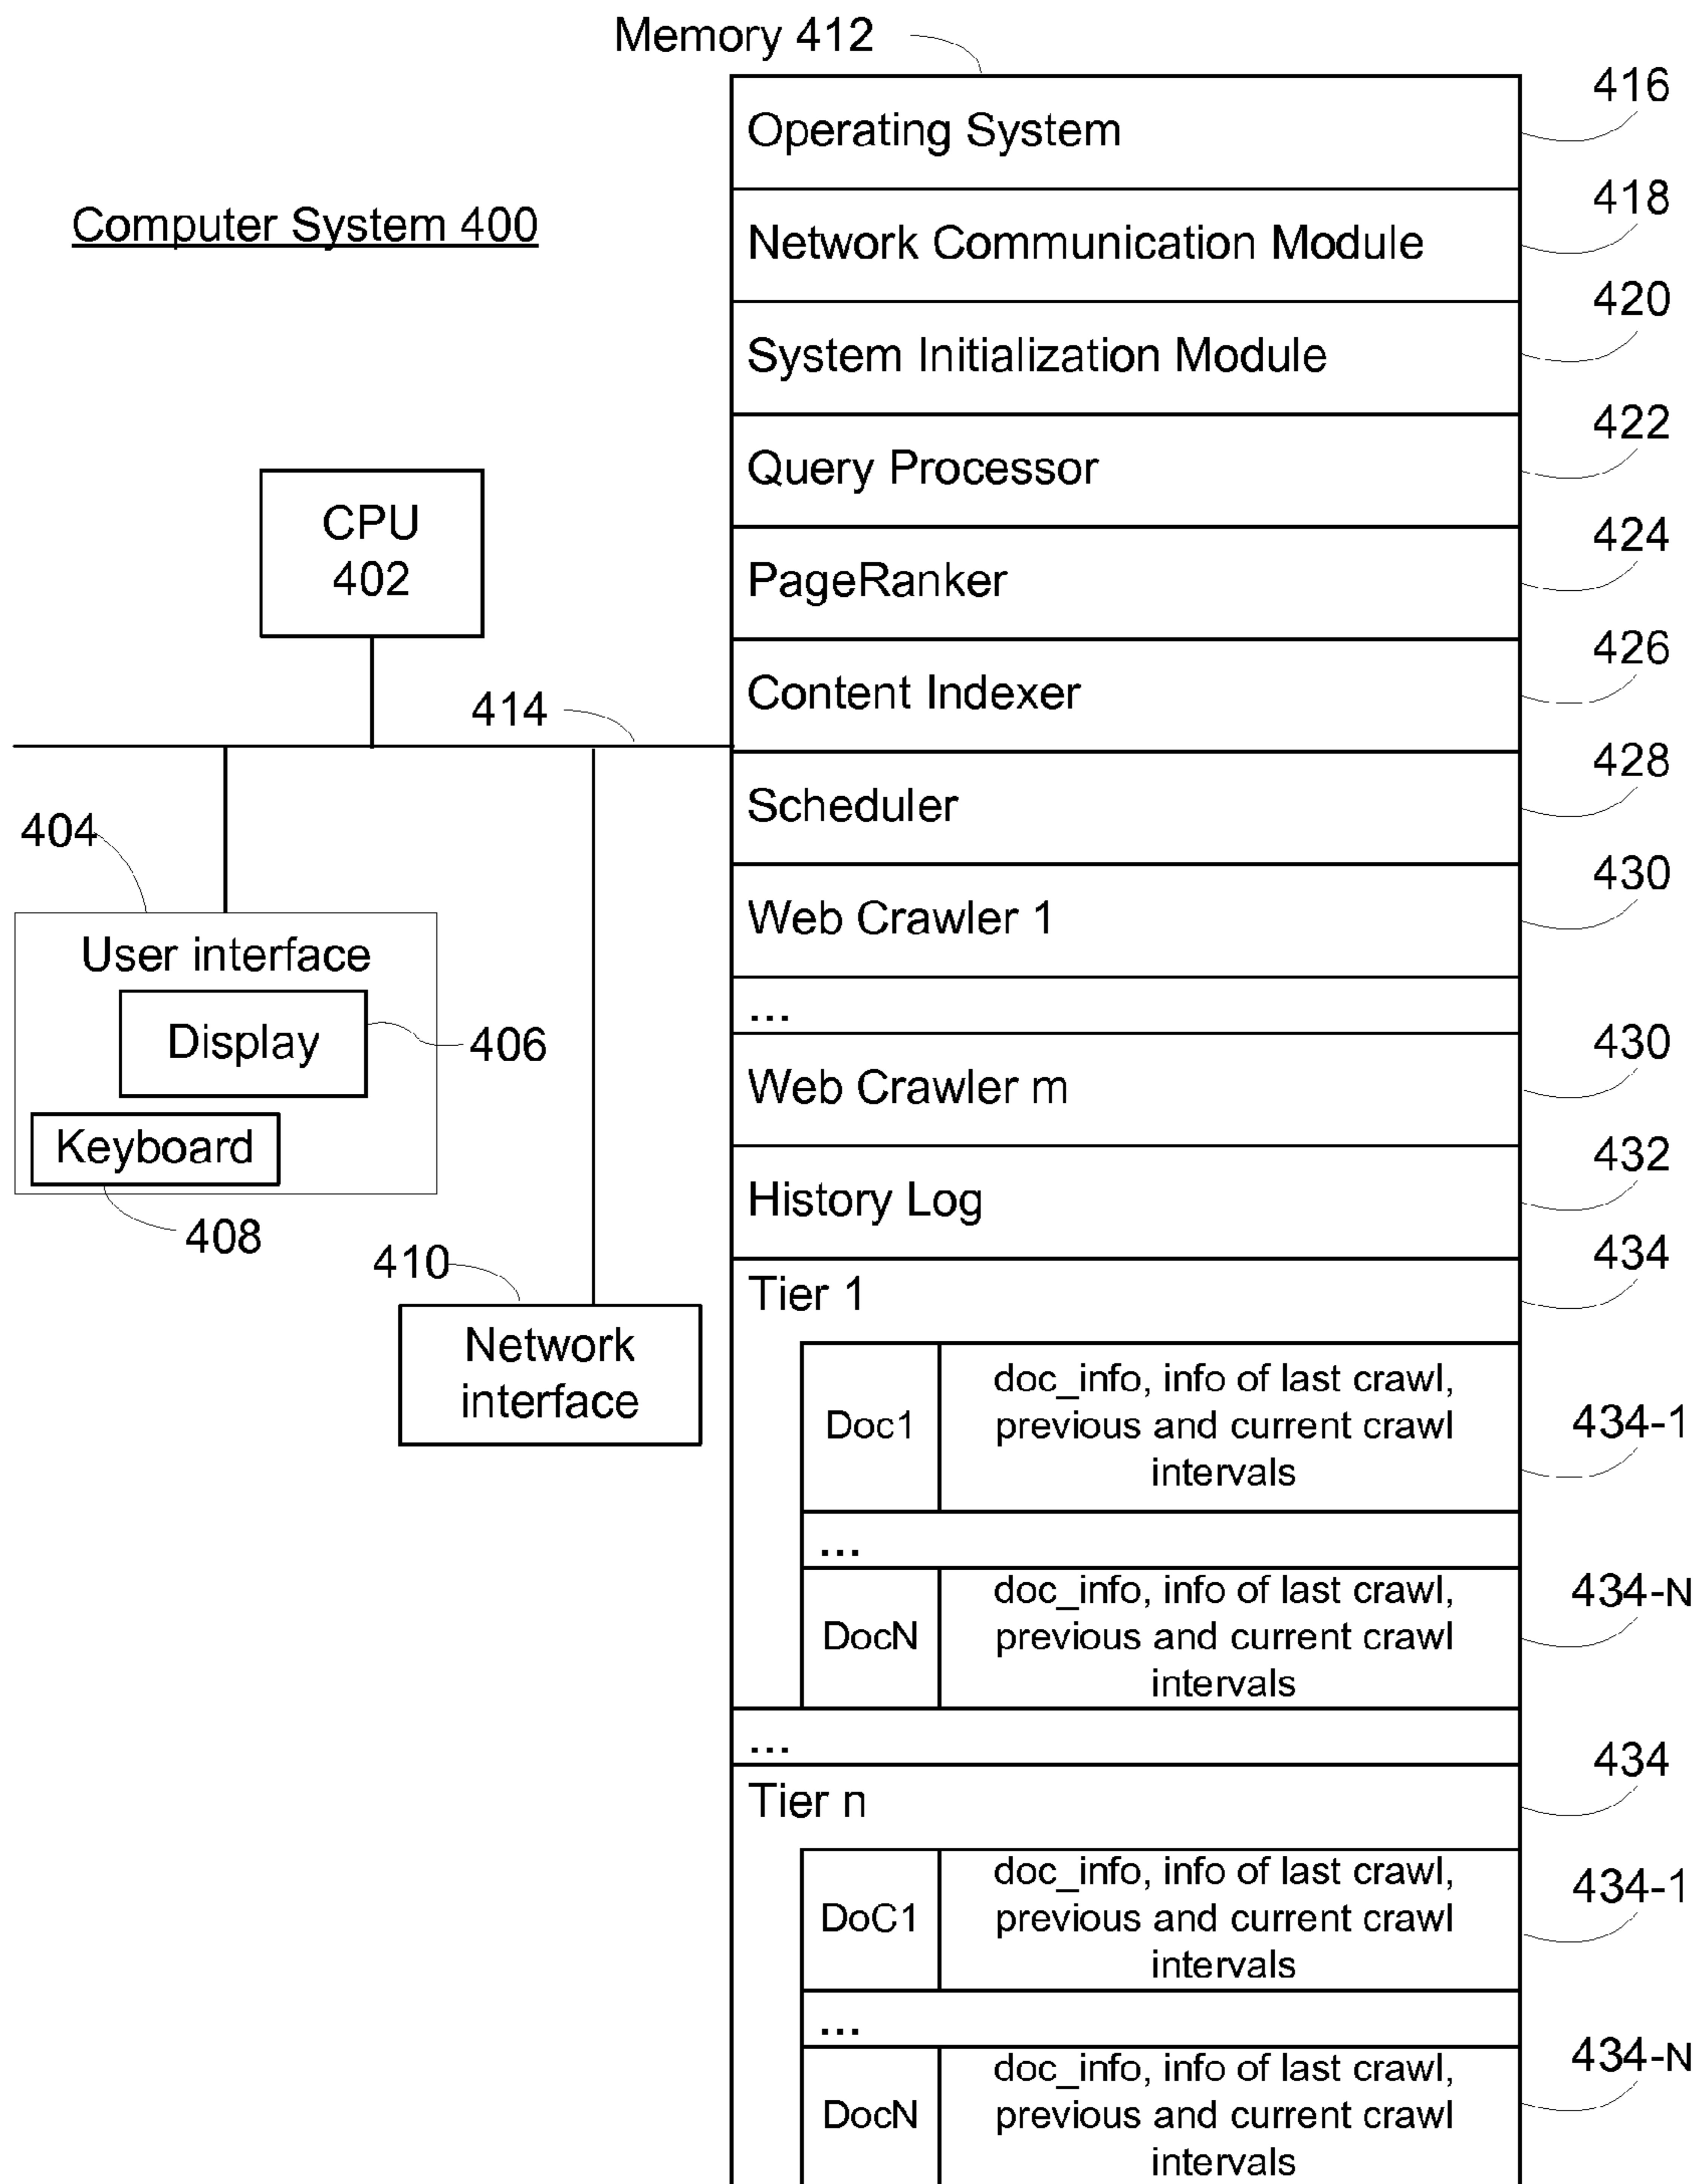 Memory 412
416
Operating System
Computer System 400
418
Network Communication Module
420
System Initialization Module
422
Query Processor
CPU
402
424
PageRanker
426
Content Indexer
414
428
Scheduler
404
430
Web Crawler 1
User interface
Display
406
...
430
Web Crawler m
Keyboard
408
432
History Log
410
Network
interface
434
Tier 1
Doc1
doc_info, info of last crawl,
previous and current crawl
intervals
434-1
...
DocN
doc_info, info of last crawl,
previous and current crawl
intervals
434-N
...
434
Tier n
DoC1
doc_info, info of last crawl,
previous and current crawl
intervals
434-1
...
DocN
doc_info, info of last crawl,
previous and current crawl
intervals
434-N